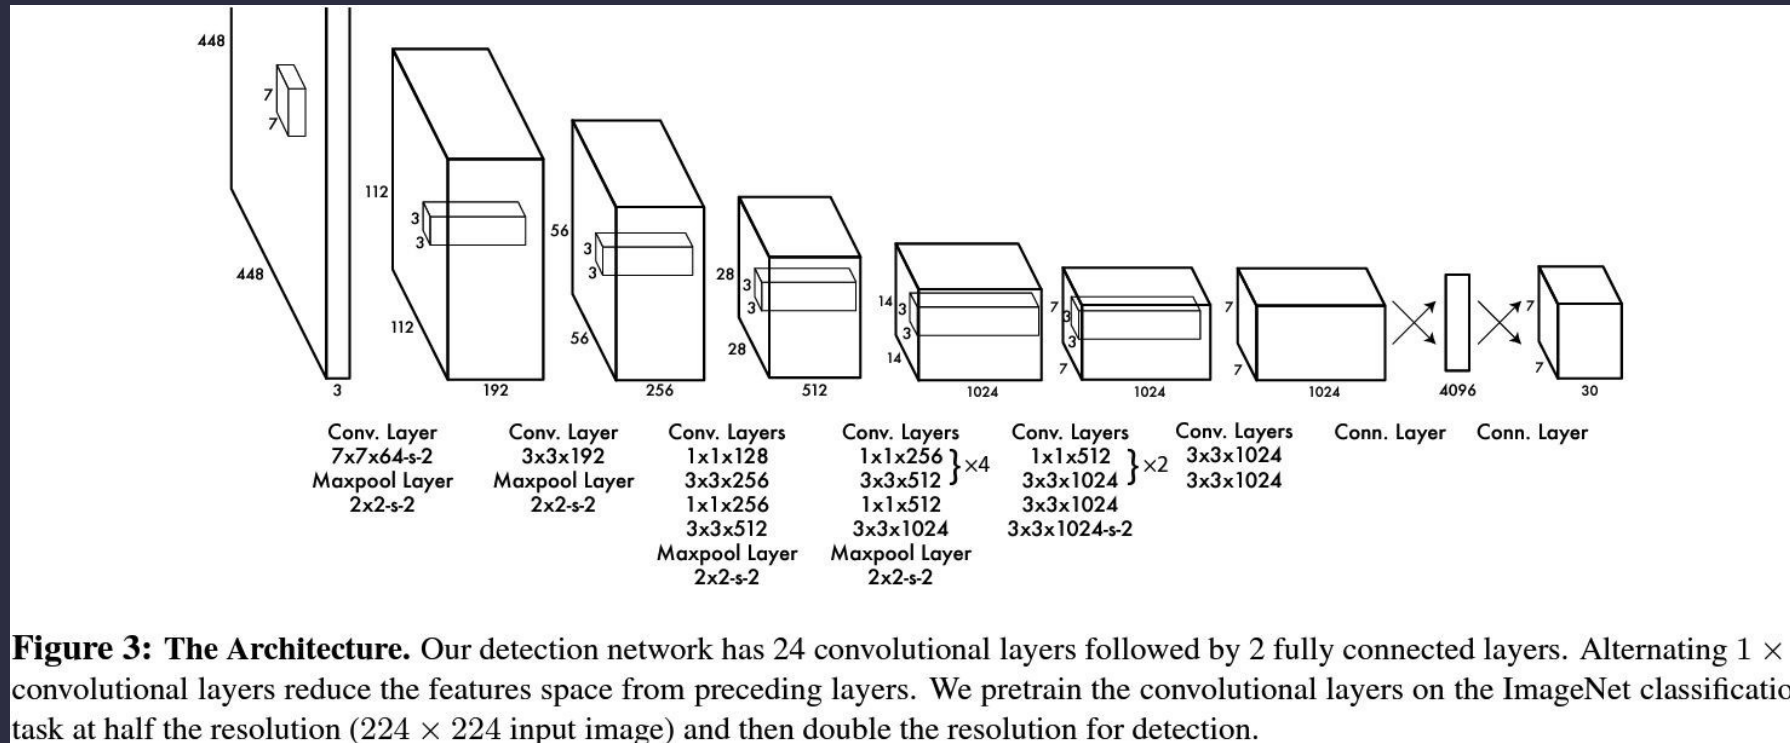 448
7
7
448
3
112
3
3
112
192
56
3
3
56
256
28
3
3
28
512
14
3
3
14
1024
7
3
3
7
1024
7
7
1024
4096
7
7
30
Conv. Layer
7x7x64-s-2
Maxpool Layer
2x2-s-2
Conv. Layer
3x3x192
Maxpool Layer
2x2-s-2
Conv. Layers
1x1x128
3x3x256
1x1x256
3x3x512
Maxpool Layer
2x2-s-2
Conv. Layers
1x1x256
3x3x512 }×4
1x1x512
3x3x1024
Maxpool Layer
2x2-s-2
Conv. Layers
1x1x512
3x3x1024 }×2
3x3x1024
3x3x1024-s-2
Conv. Layers
3x3x1024
3x3x1024
Conn. Layer
Conn. Layer
Figure 3: The Architecture. Our detection network has 24 convolutional layers followed by 2 fully connected layers. Alternating 1 ×
convolutional layers reduce the features space from preceding layers. We pretrain the convolutional layers on the ImageNet classificatio
task at half the resolution (224 × 224 input image) and then double the resolution for detection.